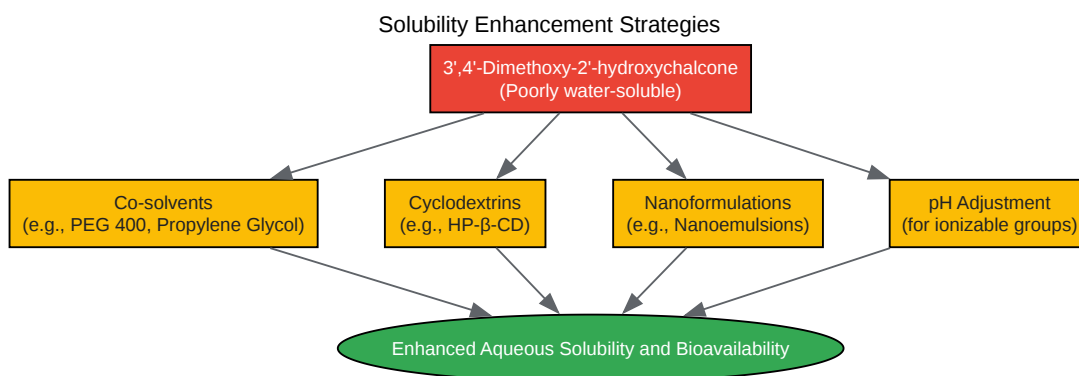 Solubility Enhancement Strategies
3',4'-Dimethoxy-2'-hydroxychalcone
(Poorly water-soluble)
Co-solvents
(e.g., PEG 400, Propylene Glycol)
Cyclodextrins
(e.g., HP-β-CD)
Nanoformulations
(e.g., Nanoemulsions)
pH Adjustment
(for ionizable groups)
Enhanced Aqueous Solubility and Bioavailability